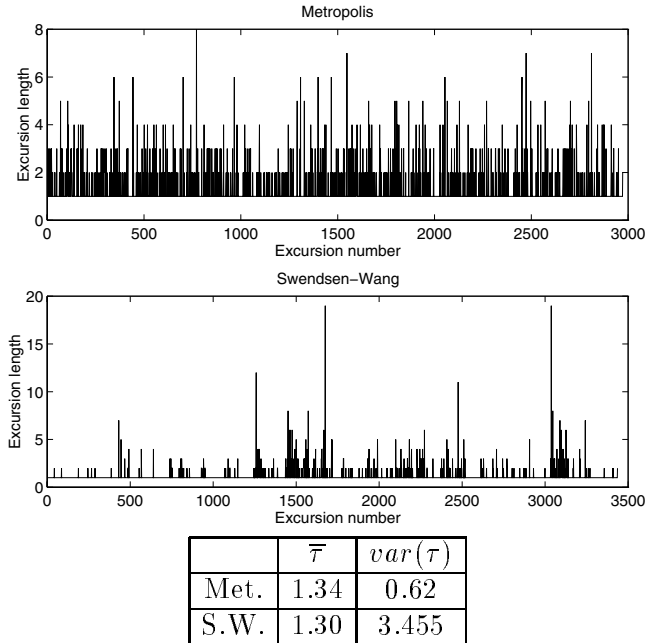 Metropolis
8
6
4
2
0
Excursion length
0 500 1000 1500 2000 2500 3000
Excursion number
Swendsen-Wang
20
15
10
5
0
Excursion length
0 500 1000 1500 2000 2500 3000 3500
Excursion number
τ̅ var(τ)
Met. 1.34 0.62
S.W. 1.30 3.455